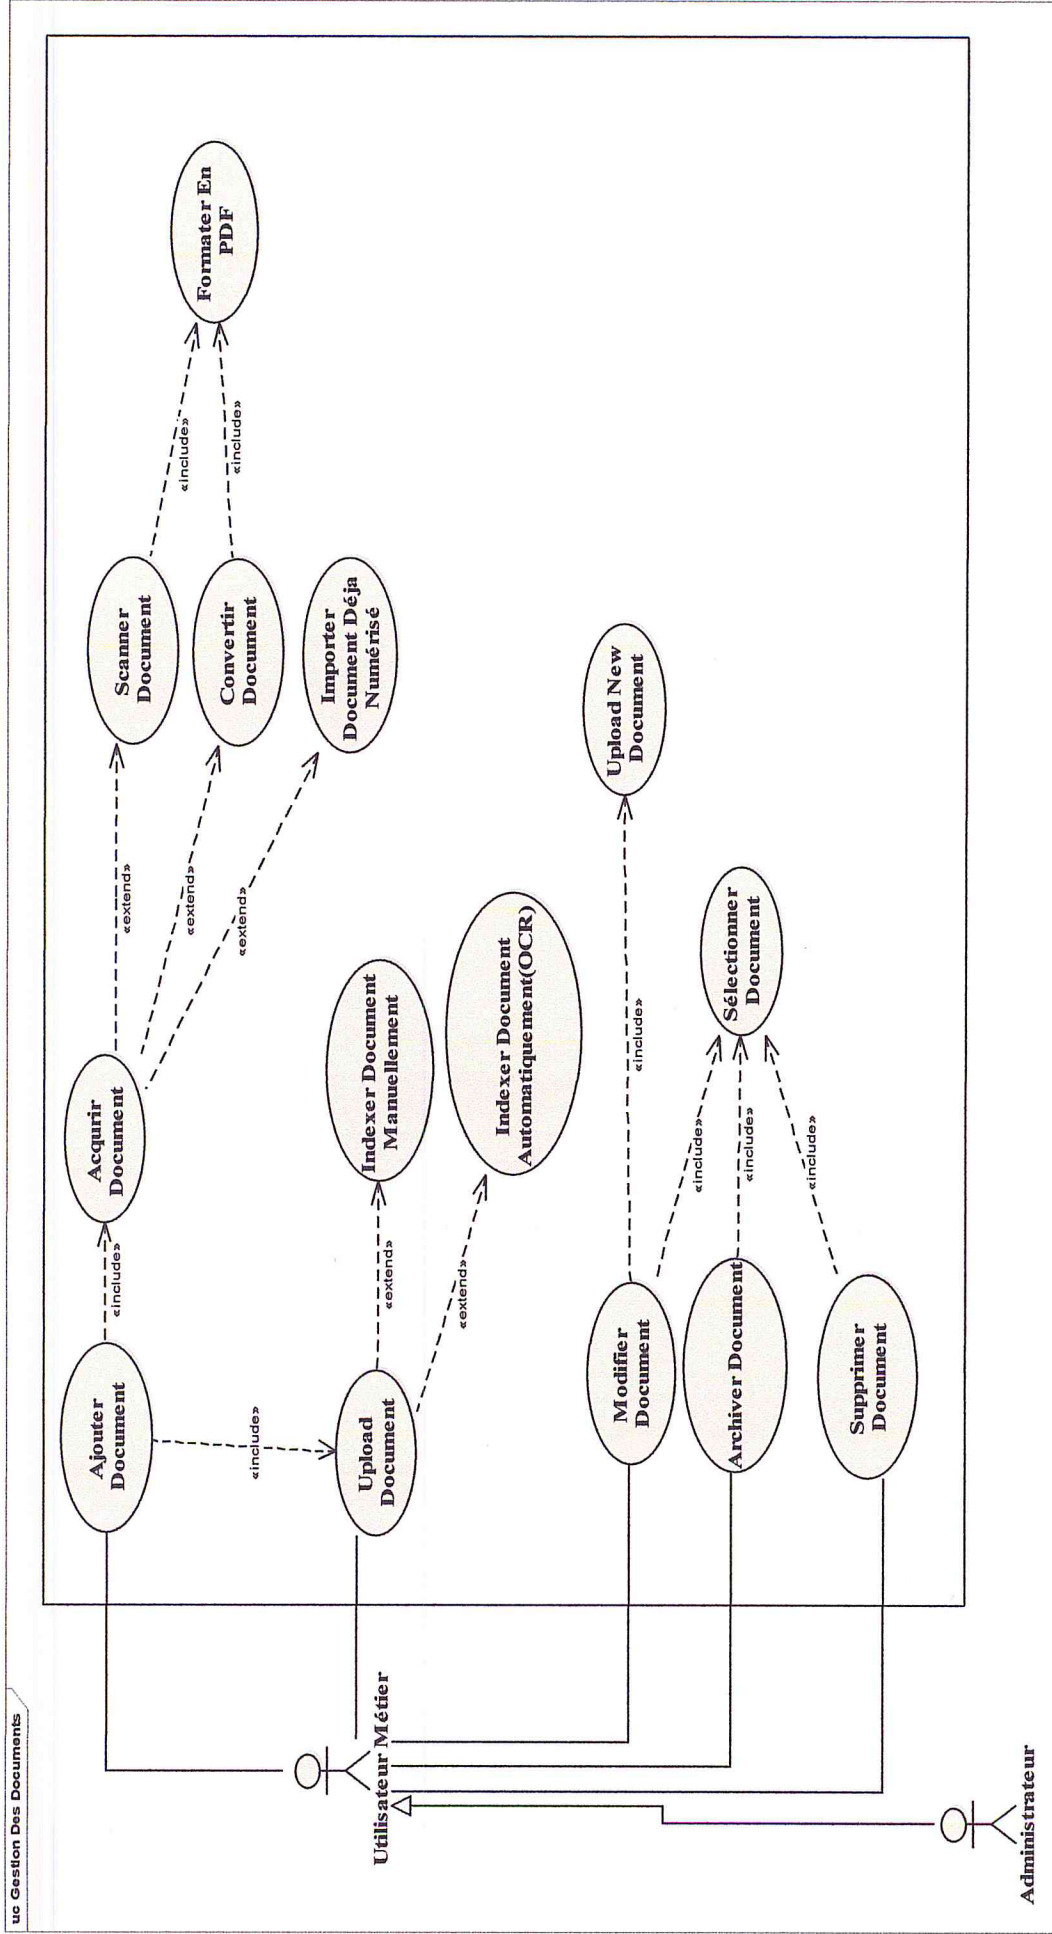 uc Gestion Des Documents
Ajouter
Document
«include»
Acqurir
Document
«extend»
«extend»
«extend»
Scanner
Document
Convertir
Document
Importer
Document Déja
Numérisé
«include»
«include»
Formater En
PDF
«include»
Upload
Document
«extend»
«extend»
Indexer Document
Manuellement
Indexer Document
Automatiquement(OCR)
Utilisateur Métier
Modifier
Document
«include»
Upload New
Document
«include»
Archiver Document
«include»
Sélectionner
Document
Supprimer
Document
«include»
Administrateur